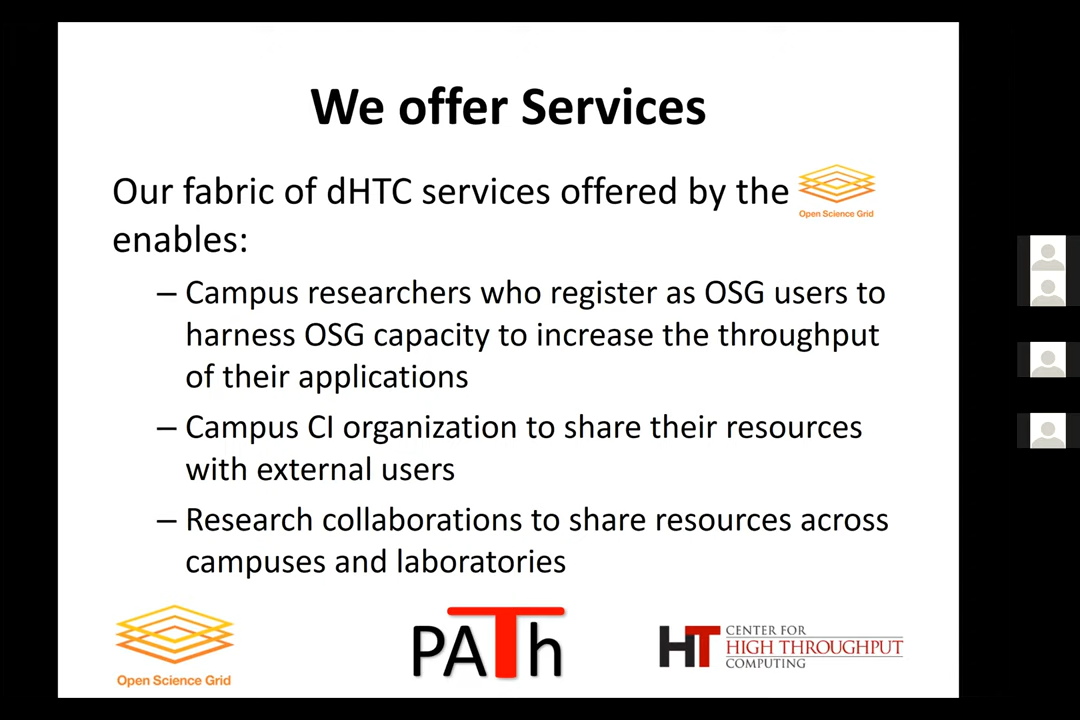 We offer Services
Our fabric of dHTC services offered by the
Open Science Grid
enables:
– Campus researchers who register as OSG users to
harness OSG capacity to increase the throughput
of their applications
– Campus CI organization to share their resources
with external users
– Research collaborations to share resources across
campuses and laboratories
Open Science Grid
PATh
HT
CENTER FOR
HIGH THROUGHPUT
COMPUTING